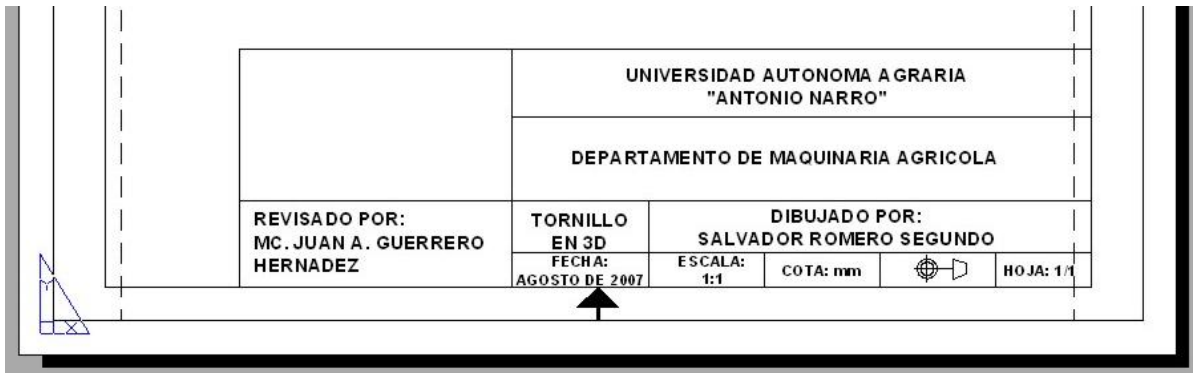 UNIVERSIDAD AUTONOMA AGRARIA
"ANTONIO NARRO"
DEPARTAMENTO DE MAQUINARIA AGRICOLA
REVISADO POR:
MC. JUAN A. GUERRERO
HERNADEZ
TORNILLO
EN 3D
DIBUJADO POR:
SALVADOR ROMERO SEGUNDO
FECHA:
AGOSTO DE 2007
ESCALA:
1:1
COTA: mm
HOJA: 1/1
Y
X